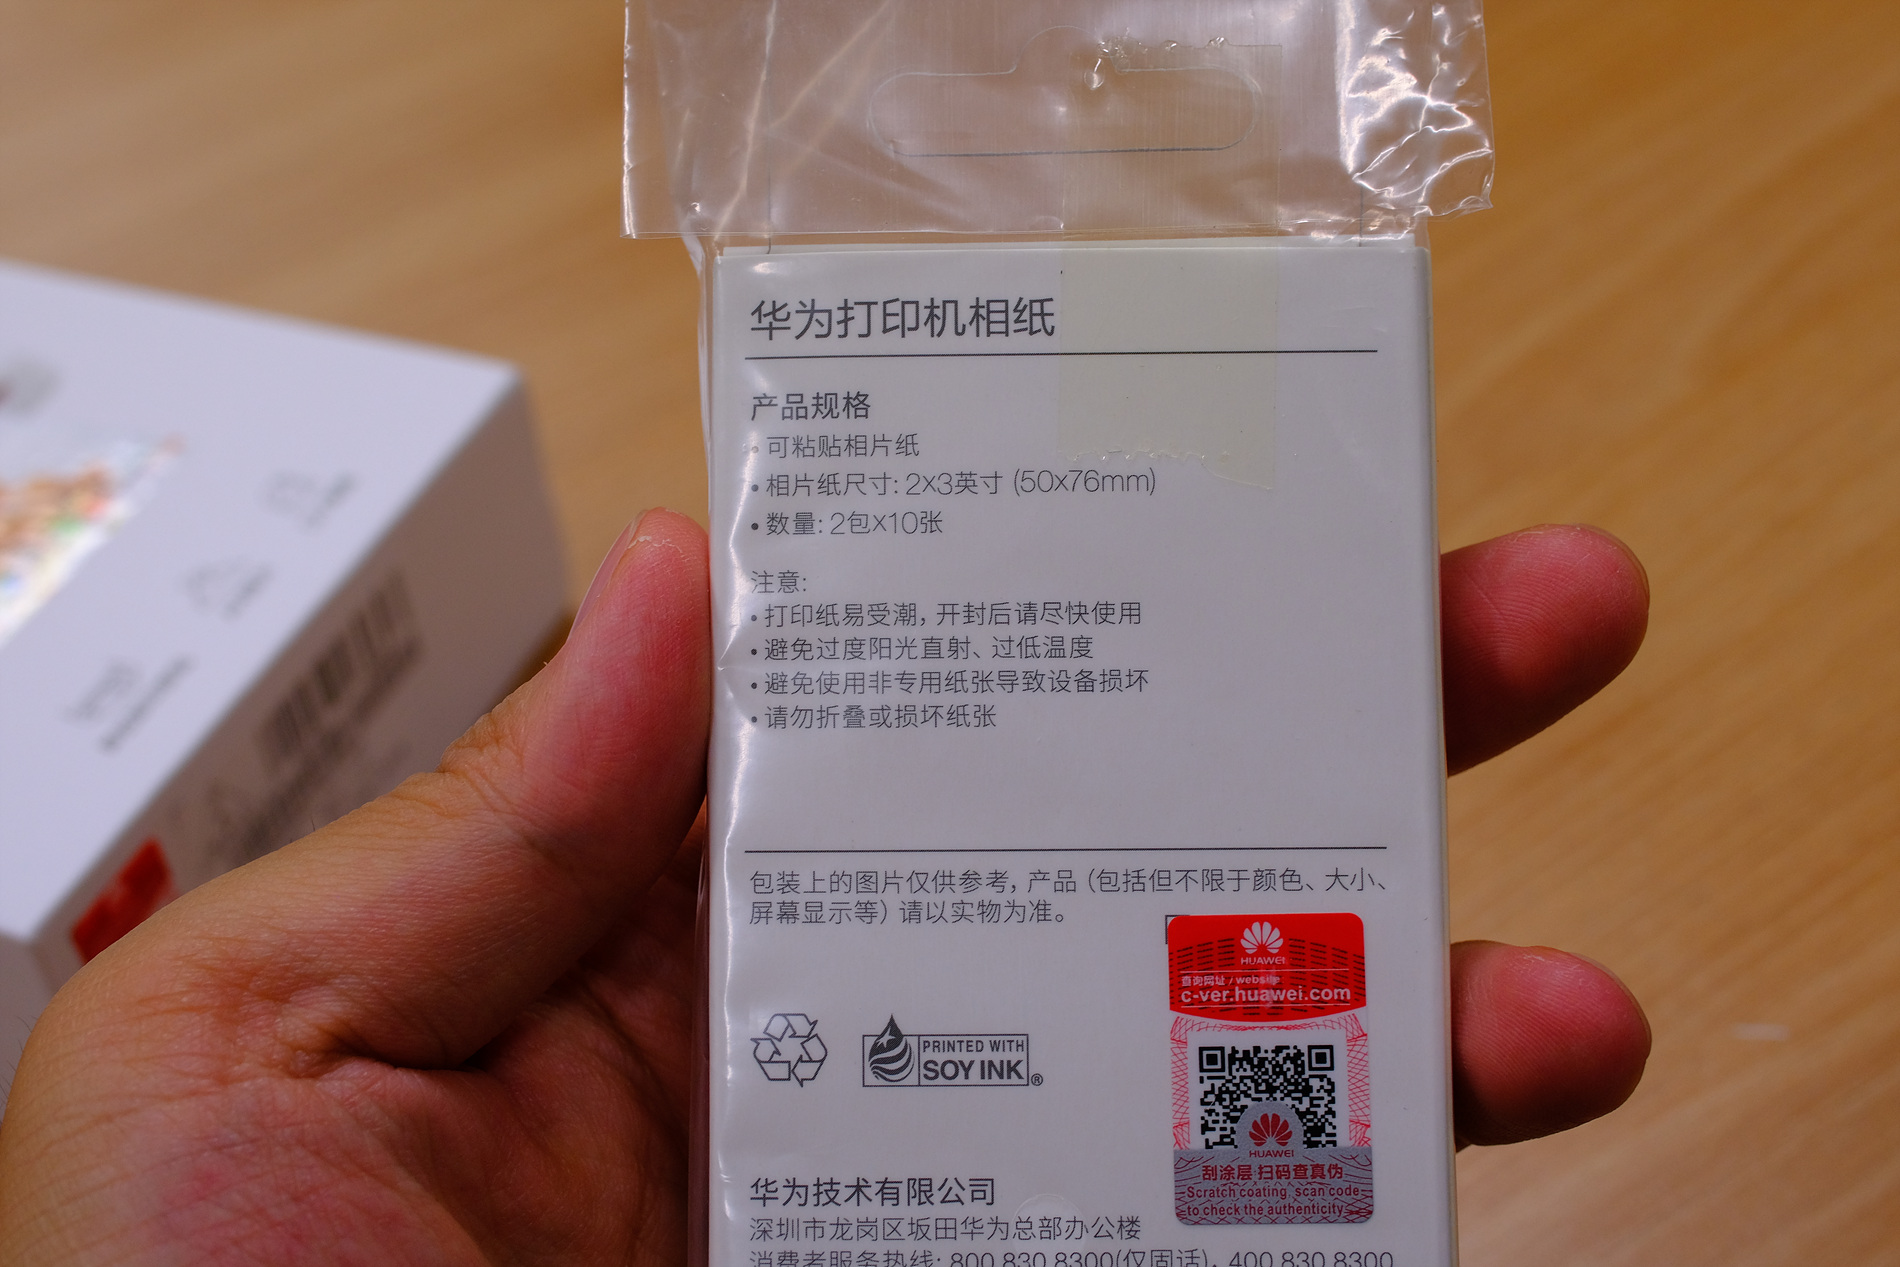 华为打印机相纸
产品规格
• 可粘贴相片纸
• 相片纸尺寸: 2X3英寸 (50x76mm)
• 数量: 2包X10张
注意:
• 打印纸易受潮, 开封后请尽快使用
• 避免过度阳光直射、过低温度
• 避免使用非专用纸张导致设备损坏
• 请勿折叠或损坏纸张
包装上的图片仅供参考, 产品 (包括但不限于颜色、大小、
屏幕显示等) 请以实物为准。
HUAWEI
查询网址 / website
c-ver.huawei.com
PRINTED WITH
SOY INK®
HUAWEI
刮涂层 扫码查真伪
Scratch coating, scan code
to check the authenticity
华为技术有限公司
深圳市龙岗区坂田华为总部办公楼
消费者服务热线: 800 830 8300(仅固话), 400 830 8300